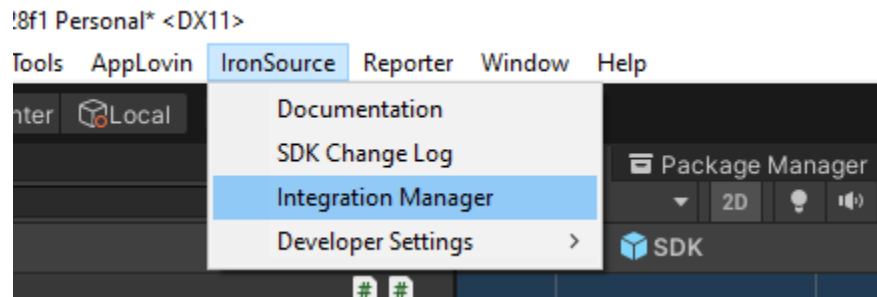 28f1 Personal* <DX11>
Tools AppLovin IronSource Reporter Window Help
nter Local
Documentation
SDK Change Log
Package Manager
Integration Manager
2D
Developer Settings >
SDK
# #